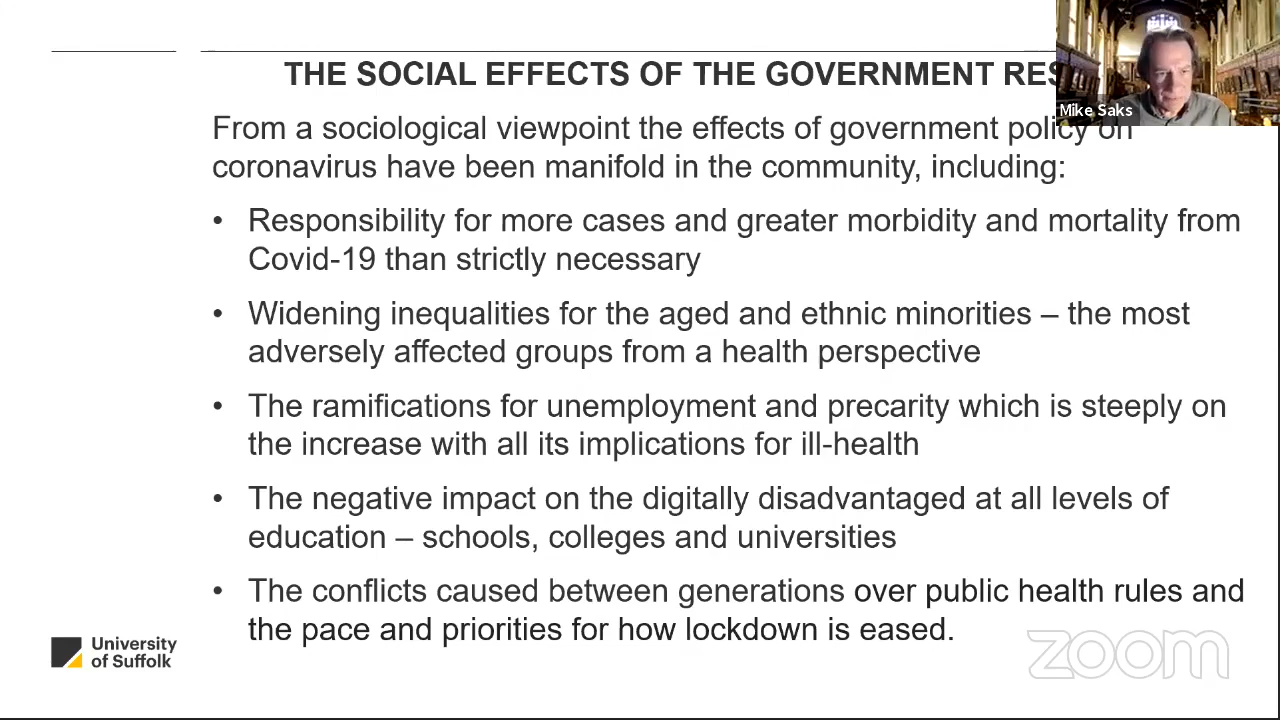 THE SOCIAL EFFECTS OF THE GOVERNMENT RES
Mike Saks
From a sociological viewpoint the effects of government policy on
coronavirus have been manifold in the community, including:
• Responsibility for more cases and greater morbidity and mortality from
Covid-19 than strictly necessary
• Widening inequalities for the aged and ethnic minorities – the most
adversely affected groups from a health perspective
• The ramifications for unemployment and precarity which is steeply on
the increase with all its implications for ill-health
• The negative impact on the digitally disadvantaged at all levels of
education – schools, colleges and universities
• The conflicts caused between generations over public health rules and
the pace and priorities for how lockdown is eased.
University
of Suffolk
zoom